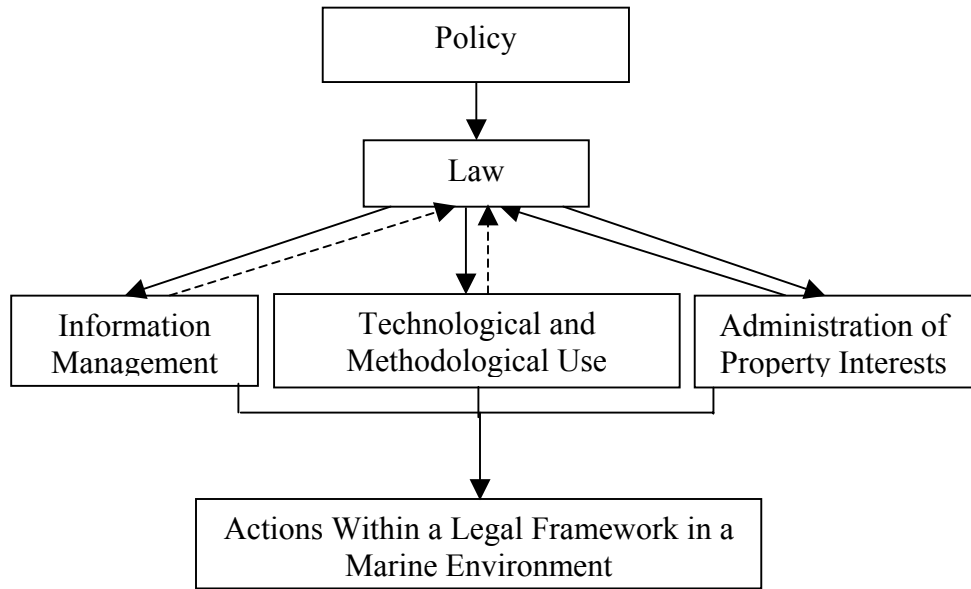 Policy
Law
Information
Management
Technological and
Methodological Use
Administration of
Property Interests
Actions Within a Legal Framework in a
Marine Environment